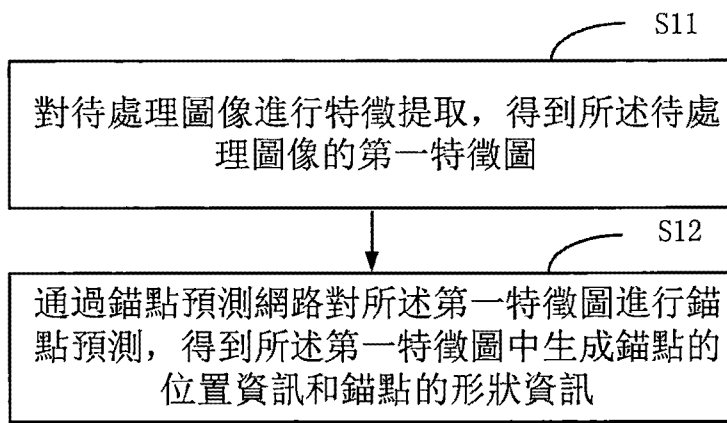 S11
對待處理圖像進行特徵提取，得到所述待處
理圖像的第一特徵圖
S12
通過錨點預測網路對所述第一特徵圖進行錨
點預測，得到所述第一特徵圖中生成錨點的
位置資訊和錨點的形狀資訊